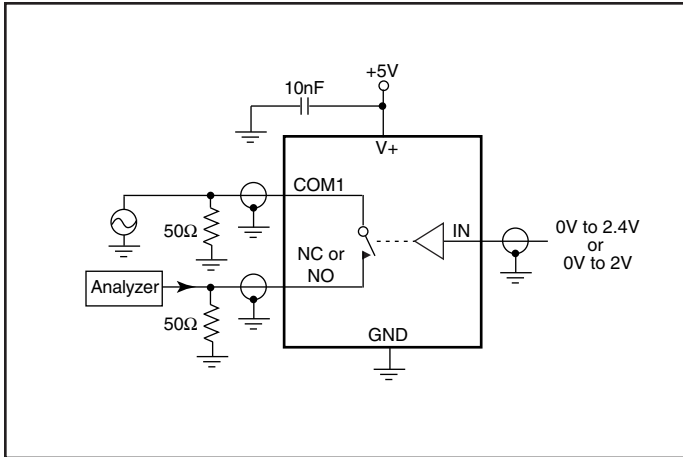 +5V
10nF
V+
COM1
50Ω
NC or
NO
IN
0V to 2.4V
or
0V to 2V
Analyzer
50Ω
GND